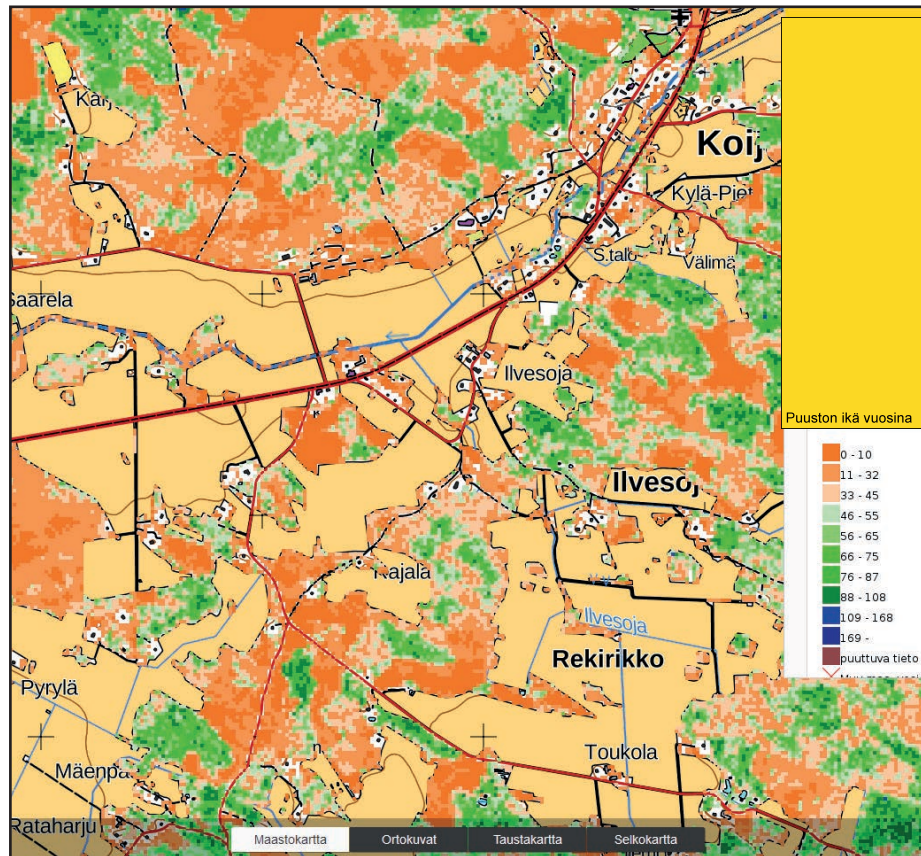 Karj
Koij
Kylä-Piet
S.talo
Välimä
Saarela
Ilvesoja
Puuston ikä vuosina
0 - 10
11 - 32
33 - 45
46 - 55
56 - 65
66 - 75
76 - 87
88 - 108
109 - 168
169 -
puuttuva tieto
Ilvesoj
Kajala
Ilvesoja
Rekirikko
Pyrylä
Toukola
Mäenpä
Rataharju
Maastokartta Ortokuvat Taustakartta Selkokartta